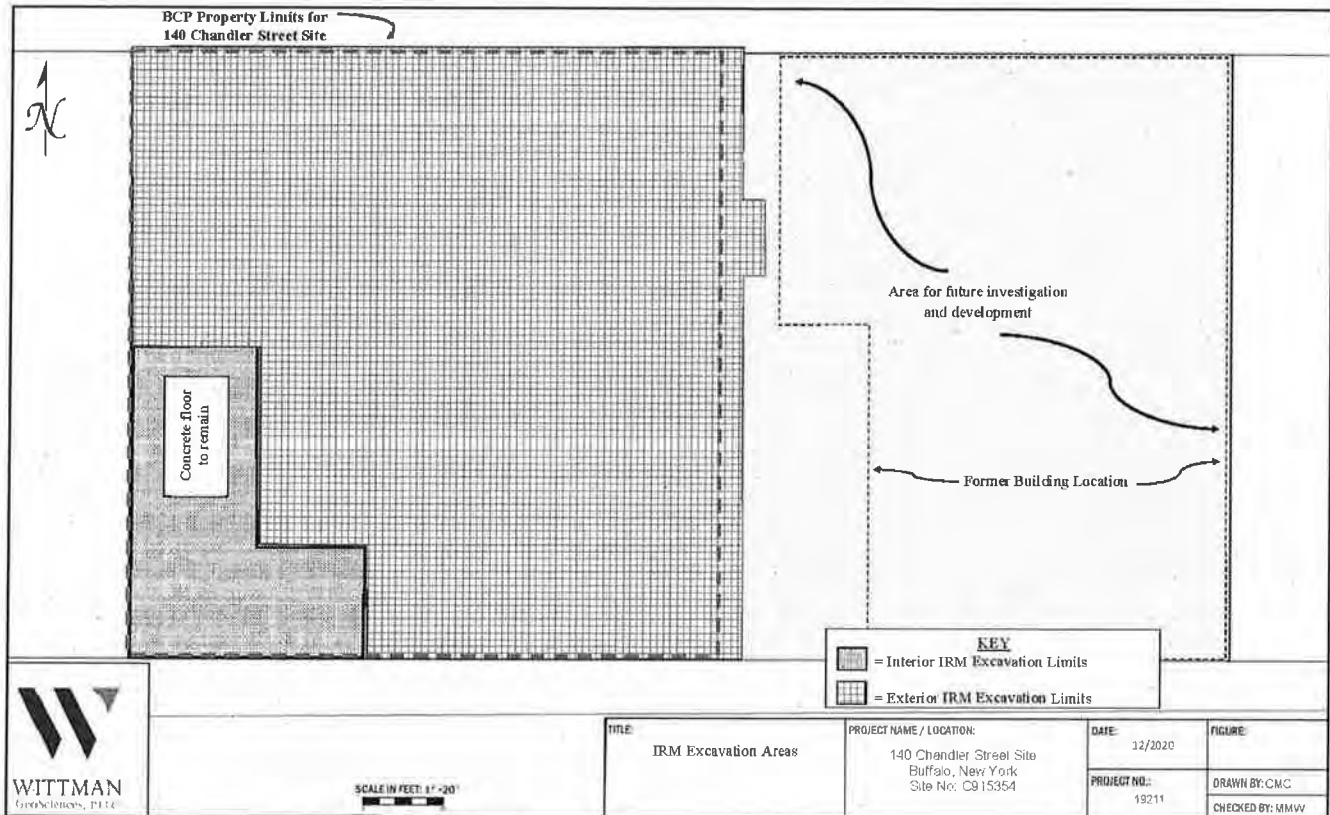 BCP Property Limits for
140 Chandler Street Site
N
Area for future investigation
and development
Concrete floor
to remain
Former Building Location
KEY
= Interior IRM Excavation Limits
= Exterior IRM Excavation Limits
WITTMAN
GeoSciences, PLLC
SCALE IN FEET: 1" =20'
TITLE:
IRM Excavation Areas
PROJECT NAME / LOCATION:
140 Chandler Street Site
Buffalo, New York
Site No: C915354
DATE:
12/2020
PROJECT NO.:
19211
FIGURE:
DRAWN BY: CMC
CHECKED BY: MMW